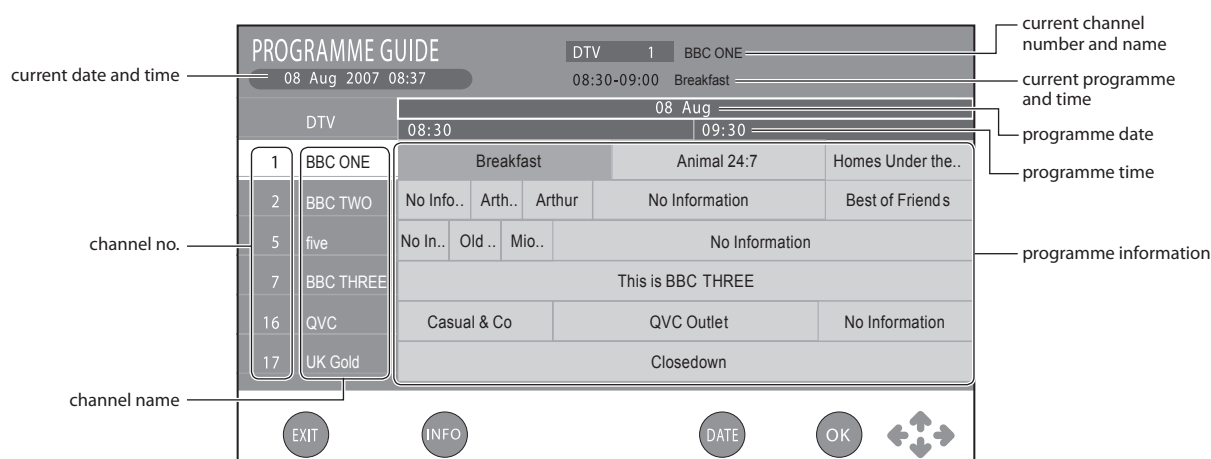 current channel
number and name
PROGRAMME GUIDE
DTV 1 BBC ONE
current date and time
08 Aug 2007 08:37
08:30-09:00 Breakfast
current programme
and time
DTV
08 Aug
programme date
08:30 09:30
programme time
1 BBC ONE Breakfast Animal 24:7 Homes Under the..
2 BBC TWO No Info.. Arth.. Arthur No Information Best of Friends
channel no.
5 five No In.. Old .. Mio.. No Information
programme information
7 BBC THREE This is BBC THREE
16 QVC Casual & Co QVC Outlet No Information
17 UK Gold Closedown
channel name
EXIT INFO DATE OK